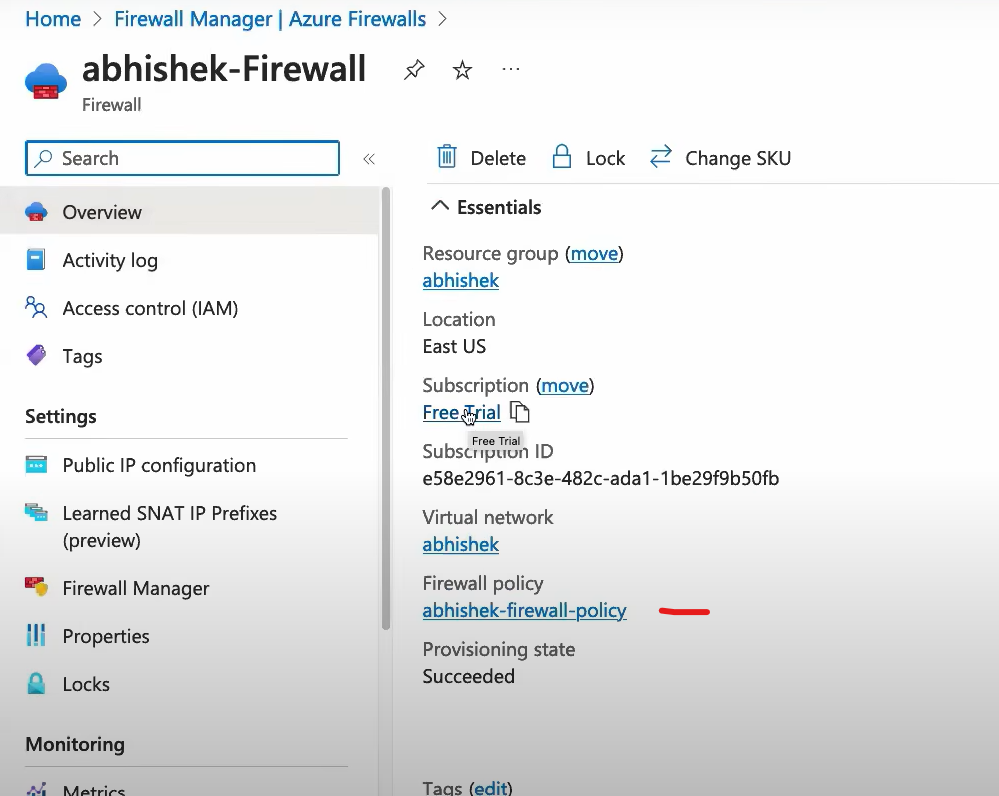 Home > Firewall Manager | Azure Firewalls >
abhishek-Firewall
Firewall
Search
«
Delete
Lock
Change SKU
Overview
Activity log
Access control (IAM)
Tags
Settings
Public IP configuration
Learned SNAT IP Prefixes
(preview)
Firewall Manager
Properties
Locks
Monitoring
Metrics
Essentials
Resource group (move)
abhishek
Location
East US
Subscription (move)
Free Trial
Free Trial
Subscription ID
e58e2961-8c3e-482c-ada1-1be29f9b50fb
Virtual network
abhishek
Firewall policy
abhishek-firewall-policy
Provisioning state
Succeeded
Tags (edit)